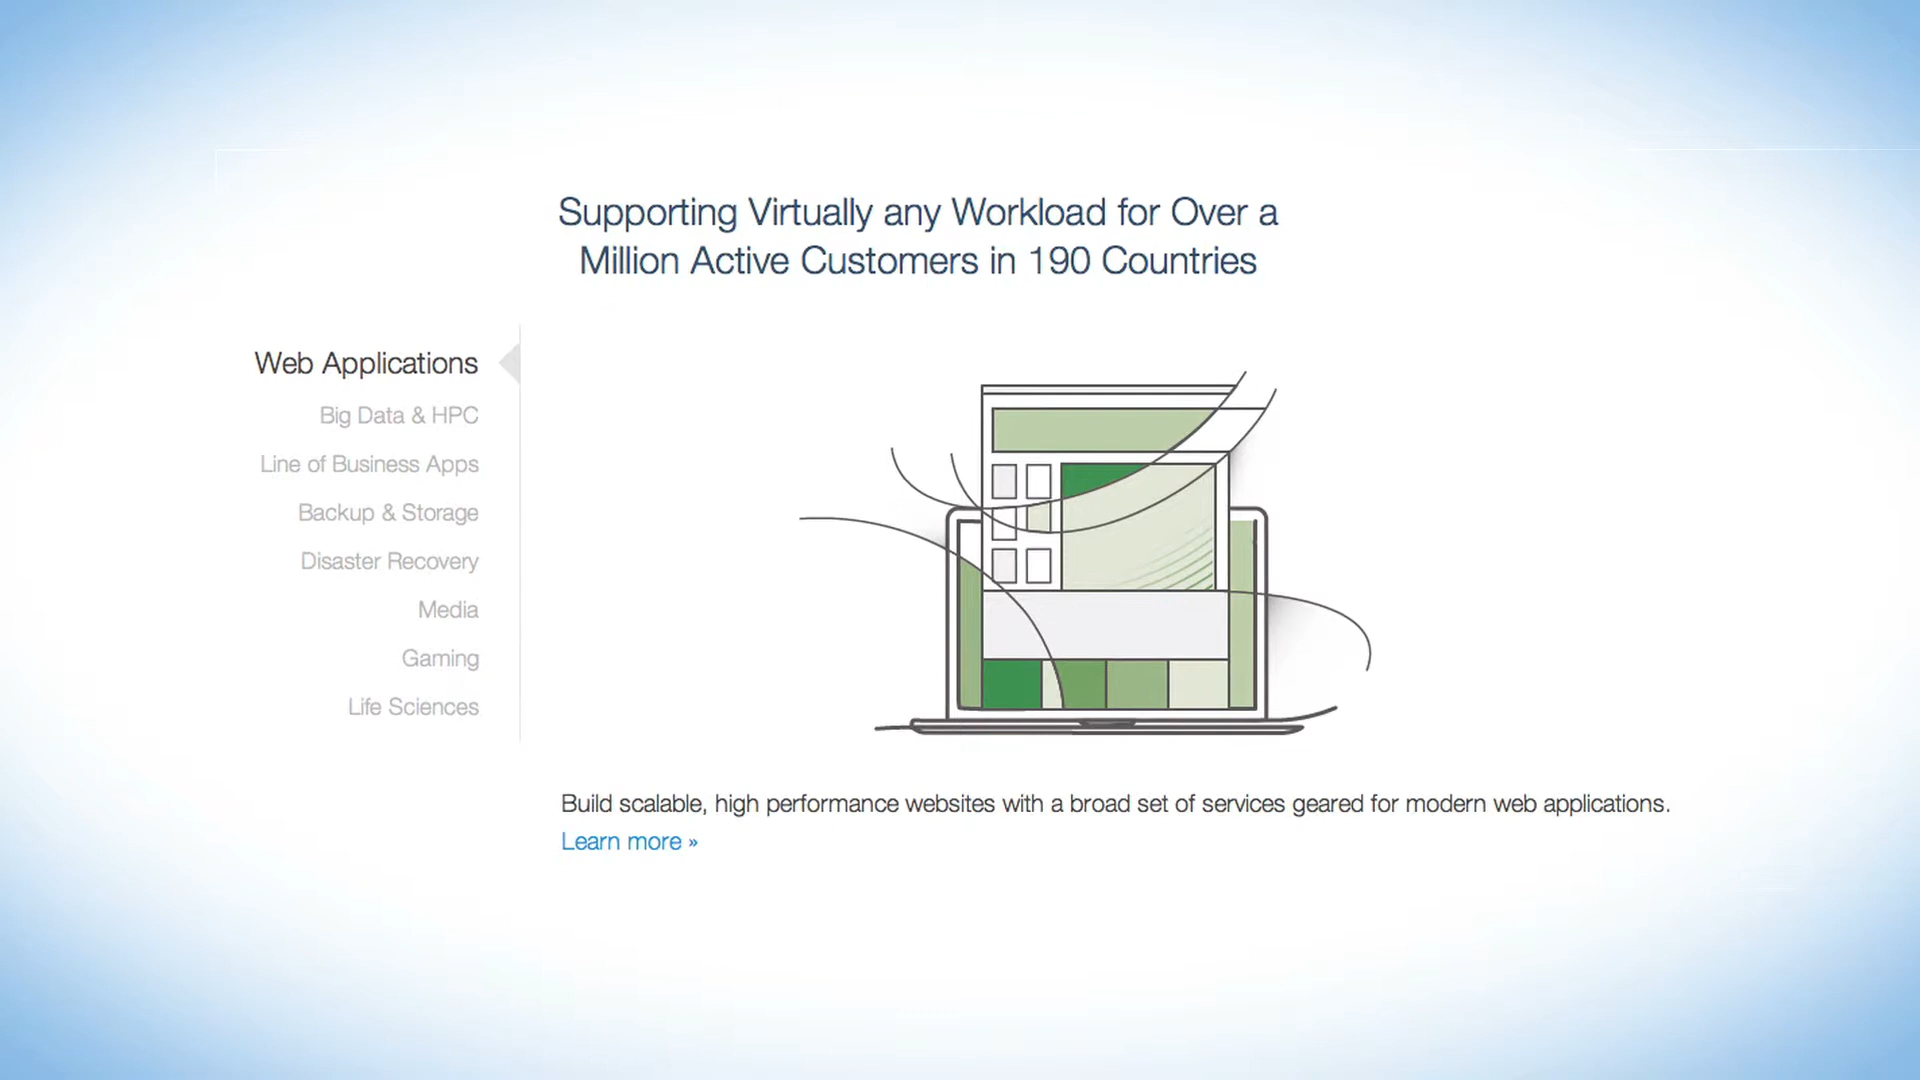 Supporting Virtually any Workload for Over a
Million Active Customers in 190 Countries
Web Applications
Big Data & HPC
Line of Business Apps
Backup & Storage
Disaster Recovery
Media
Gaming
Life Sciences
Build scalable, high performance websites with a broad set of services geared for modern web applications.
Learn more »